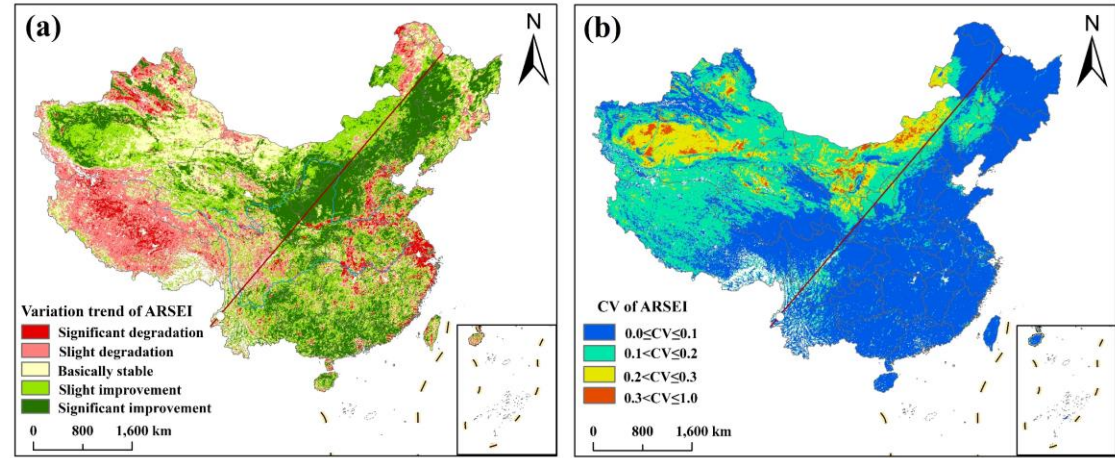 (a)
N
Variation trend of ARSEI
Significant degradation
Slight degradation
Basically stable
Slight improvement
Significant improvement
0 800 1,600 km
(b)
N
CV of ARSEI
0.0≤CV≤0.1
0.1<CV≤0.2
0.2<CV≤0.3
0.3<CV≤1.0
0 800 1,600 km